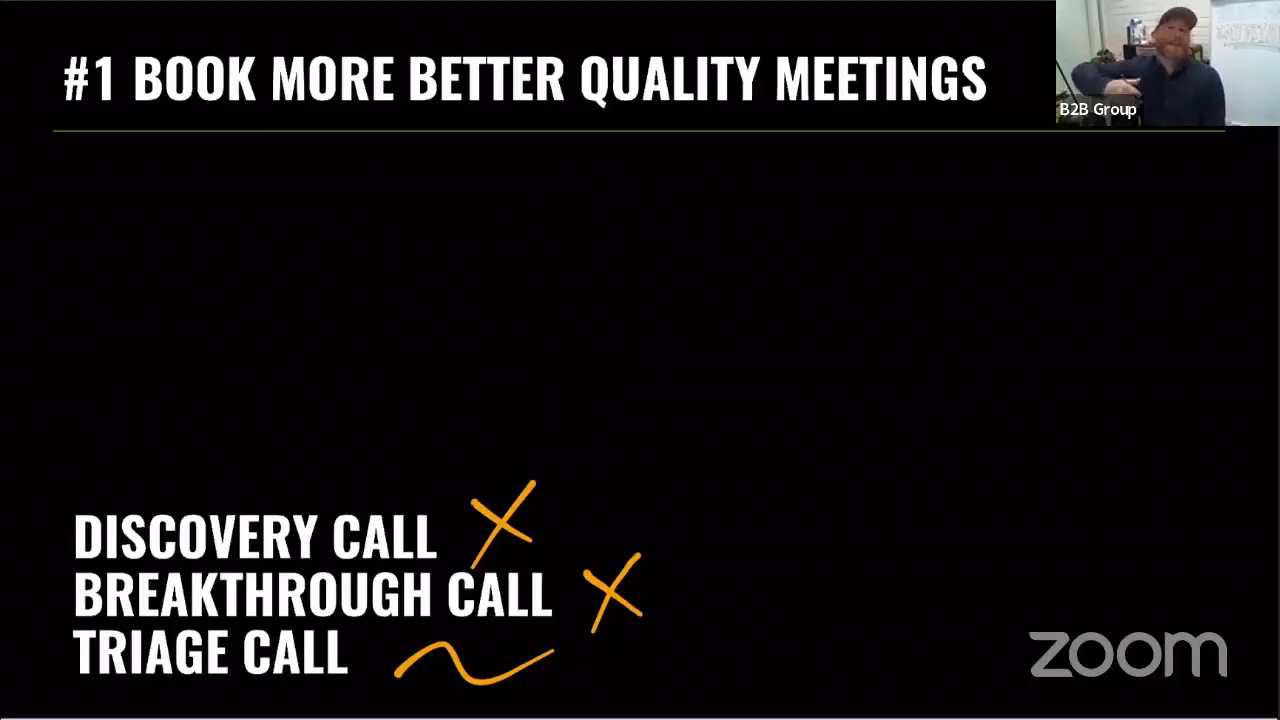 #1 BOOK MORE BETTER QUALITY MEETINGS
B2B Group
DISCOVERY CALL
BREAKTHROUGH CALL
TRIAGE CALL
zoom